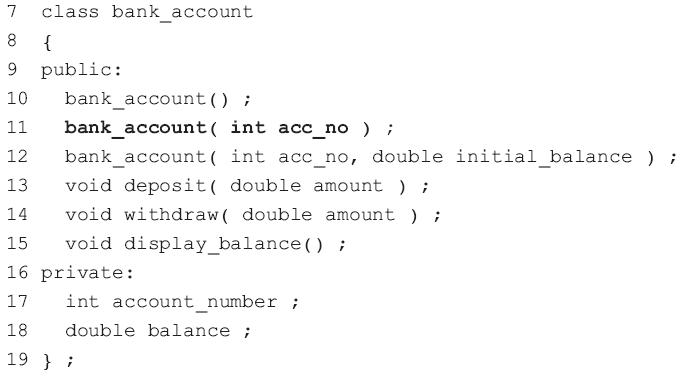 7 class bank_account
8 {
9 public:
10 bank_account() ;
11 bank_account( int acc_no ) ;
12 bank_account( int acc_no, double initial_balance ) ;
13 void deposit( double amount ) ;
14 void withdraw( double amount ) ;
15 void display_balance() ;
16 private:
17 int account_number ;
18 double balance ;
19 } ;